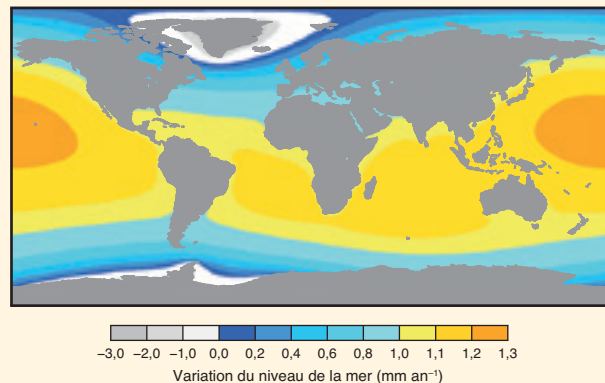 −3,0 −2,0 −1,0 0,0 0,2 0,4 0,6 0,8 1,0 1,1 1,2 1,3
Variation du niveau de la mer (mm an⁻¹)